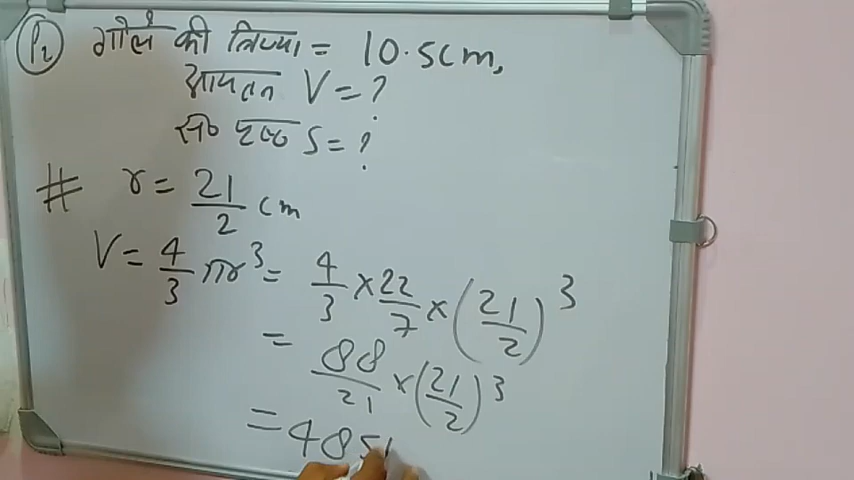 P₂ गोले की त्रिज्या = 10.5cm,
आयतन V = ?
स० पृष्ठ S = ?
# r = 21/2 cm
V = 4/3 πr³ = 4/3 × 22/7 × (21/2)³
= 88/21 × (21/2)³
= 4851